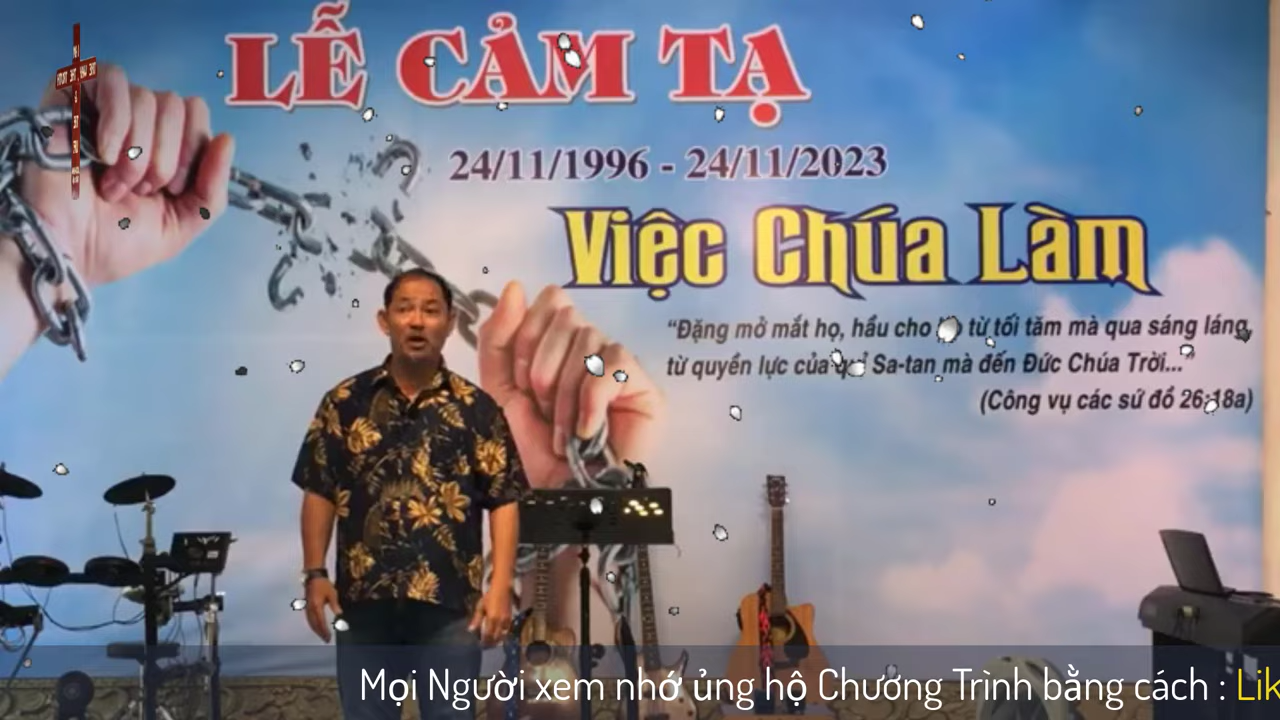 LỄ CẢM TẠ
24/11/1996 - 24/11/2023
Việc Chúa Làm
“Đặng mở mắt họ, hầu cho từ tối tăm mà qua sáng láng,
từ quyền lực của quỉ Sa-tan mà đến Đức Chúa Trời...”
(Công vụ các sứ đồ 26:18a)
Mọi Người xem nhớ ủng hộ Chương Trình bằng cách : Lik